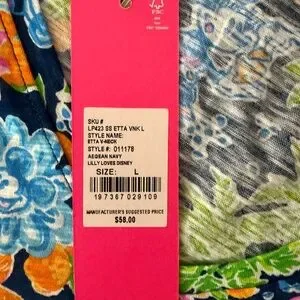 FSC
SKU #
LP423 SS ETTA VNK L
STYLE NAME:
ETTA V-NECK
STYLE #: 011178
AEGEAN NAVY
LILLY LOVES DISNEY
SIZE: L
197367029109
MANUFACTURER'S SUGGESTED PRICE
$58.00